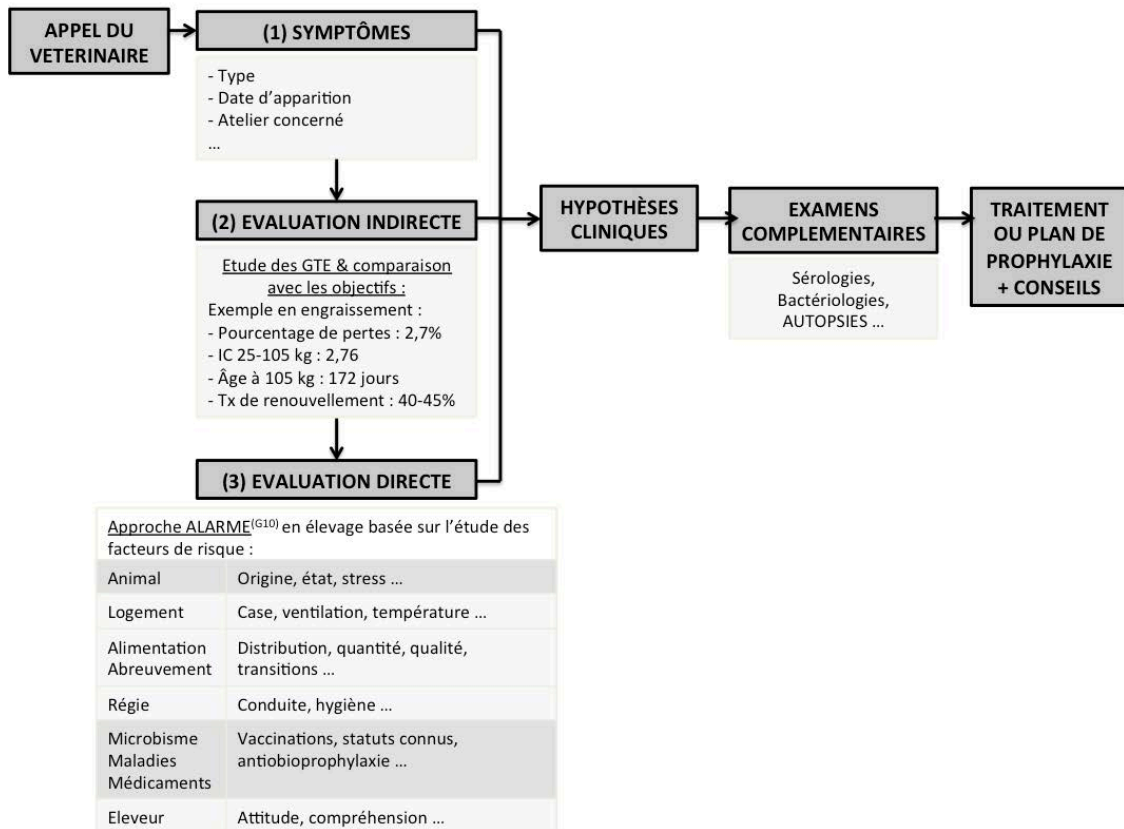 APPEL DU
VETERINAIRE
(1) SYMPTÔMES
- Type
- Date d'apparition
- Atelier concerné
...
(2) EVALUATION INDIRECTE
Etude des GTE & comparaison
avec les objectifs :
Exemple en engraissement :
- Pourcentage de pertes : 2,7%
- IC 25-105 kg : 2,76
- Âge à 105 kg : 172 jours
- Tx de renouvellement : 40-45%
(3) EVALUATION DIRECTE
Approche ALARME(G10) en élevage basée sur l'étude des
facteurs de risque :
Animal Origine, état, stress ...
Logement Case, ventilation, température ...
Alimentation Distribution, quantité, qualité,
Abreuvement transitions ...
Régie Conduite, hygiène ...
Microbisme Vaccinations, statuts connus,
Maladies antibioprophylaxie ...
Médicaments
Eleveur Attitude, compréhension ...
HYPOTHÈSES
CLINIQUES
EXAMENS
COMPLEMENTAIRES
Sérologies,
Bactériologies,
AUTOPSIES ...
TRAITEMENT
OU PLAN DE
PROPHYLAXIE
+ CONSEILS